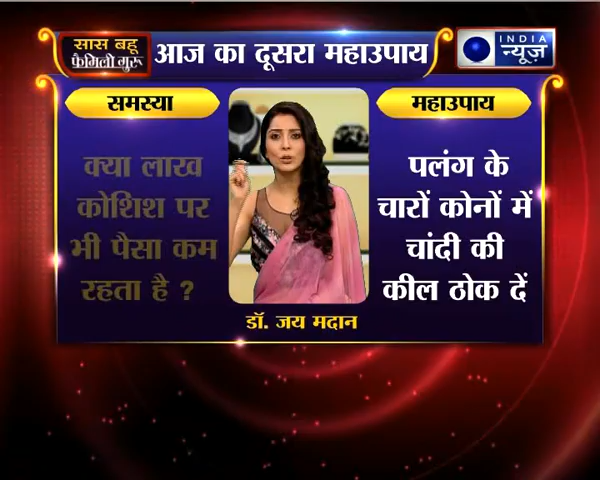 सास बहू
फैमिली गुरू
आज का दूसरा महाउपाय
INDIA
न्यूज़
समस्या
क्या लाख
कोशिश पर
भी पैसा कम
रहता है ?
महाउपाय
पलंग के
चारों कोनों में
चांदी की
कील ठोक दें
डॉ. जय मदान